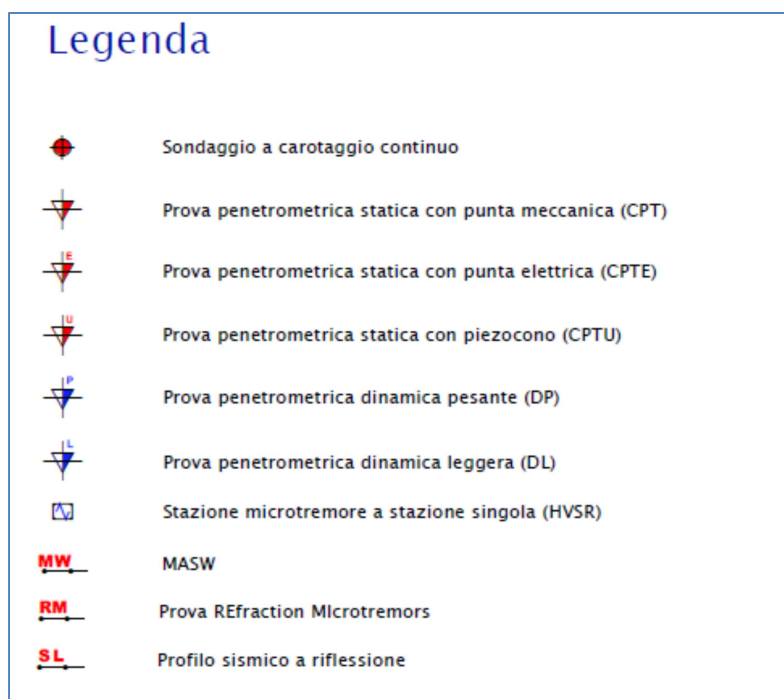 Legenda
Sondaggio a carotaggio continuo
Prova penetrometrica statica con punta meccanica (CPT)
E Prova penetrometrica statica con punta elettrica (CPTE)
U Prova penetrometrica statica con piezocono (CPTU)
P Prova penetrometrica dinamica pesante (DP)
L Prova penetrometrica dinamica leggera (DL)
Stazione microtremore a stazione singola (HVSR)
MW MASW
RM Prova REfraction MIcrotremors
SL Profilo sismico a riflessione